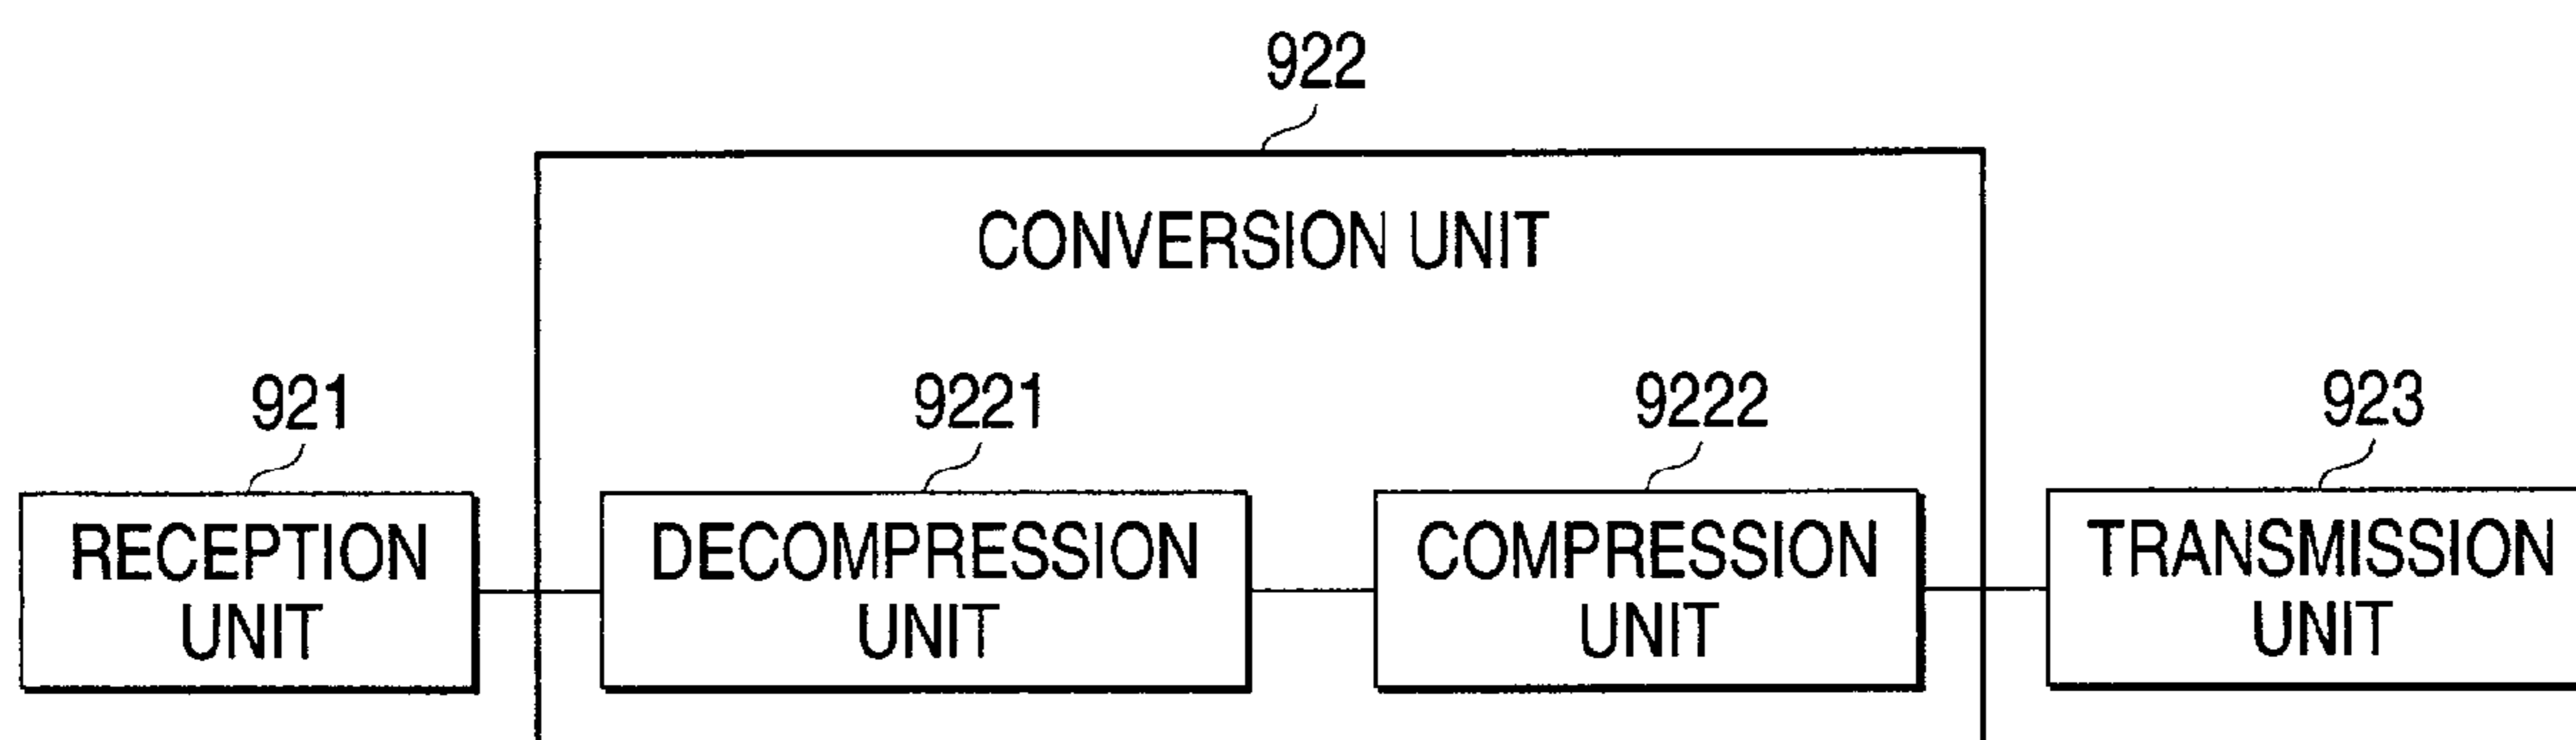 922
CONVERSION UNIT
921
9221
9222
923
RECEPTION
UNIT
DECOMPRESSION
UNIT
COMPRESSION
UNIT
TRANSMISSION
UNIT